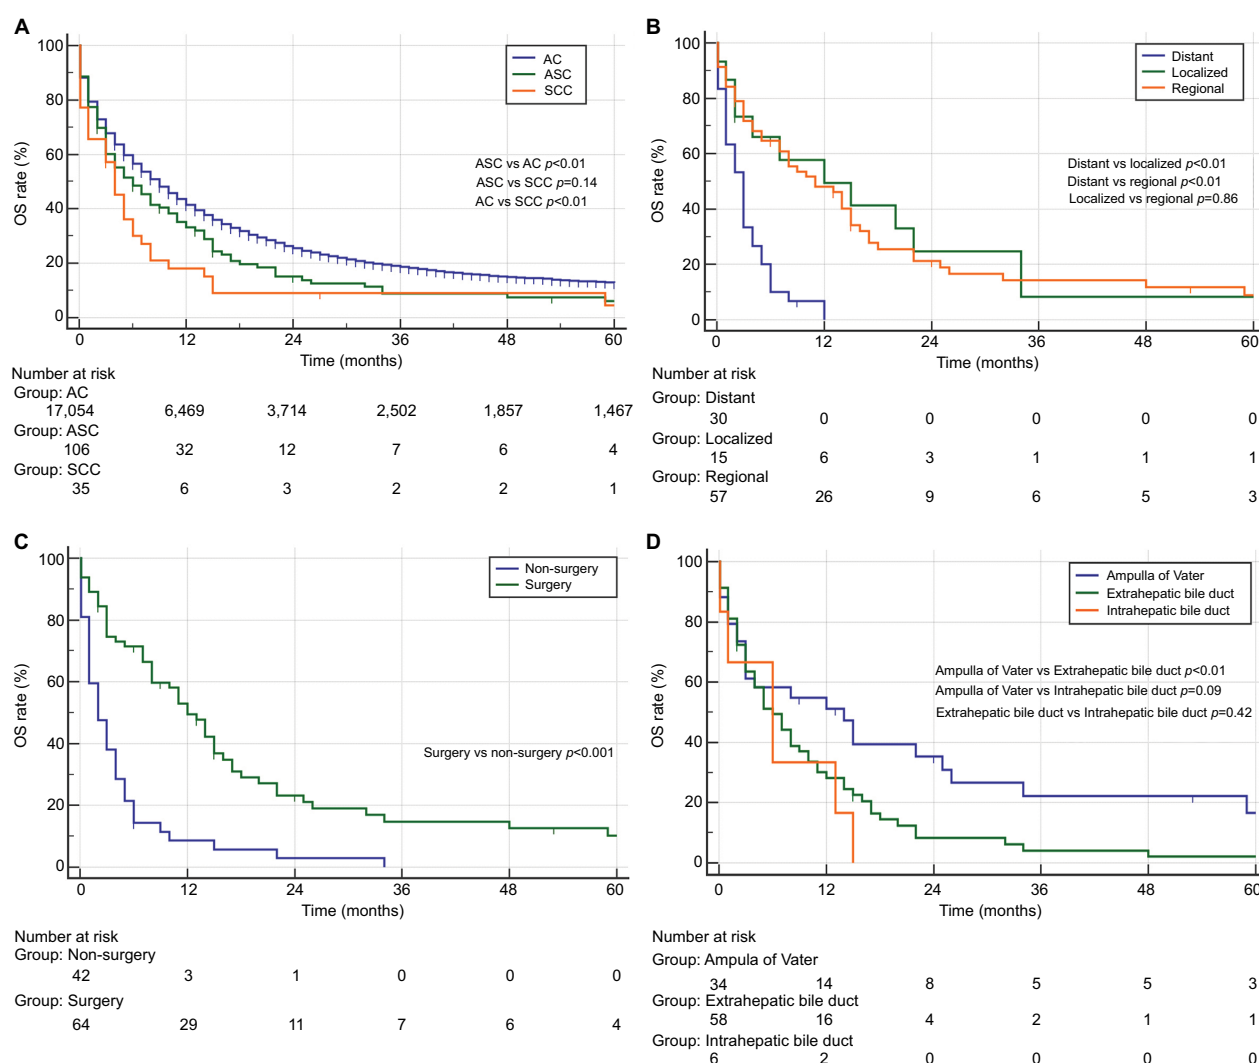 A
100
80
60
40
20
0
OS rate (%)
AC
ASC
SCC
ASC vs AC p<0.01
ASC vs SCC p=0.14
AC vs SCC p<0.01
0 12 24 36 48 60
Time (months)
Number at risk
Group: AC
17,054 6,469 3,714 2,502 1,857 1,467
Group: ASC
106 32 12 7 6 4
Group: SCC
35 6 3 2 2 1
B
100
80
60
40
20
0
OS rate (%)
Distant
Localized
Regional
Distant vs localized p<0.01
Distant vs regional p<0.01
Localized vs regional p=0.86
0 12 24 36 48 60
Time (months)
Number at risk
Group: Distant
30 0 0 0 0 0
Group: Localized
15 6 3 1 1 1
Group: Regional
57 26 9 6 5 3
C
100
80
60
40
20
0
OS rate (%)
Non-surgery
Surgery
Surgery vs non-surgery p<0.001
0 12 24 36 48 60
Time (months)
Number at risk
Group: Non-surgery
42 3 1 0 0 0
Group: Surgery
64 29 11 7 6 4
D
100
80
60
40
20
0
OS rate (%)
Ampulla of Vater
Extrahepatic bile duct
Intrahepatic bile duct
Ampulla of Vater vs Extrahepatic bile duct p<0.01
Ampulla of Vater vs Intrahepatic bile duct p=0.09
Extrahepatic bile duct vs Intrahepatic bile duct p=0.42
0 12 24 36 48 60
Time (months)
Number at risk
Group: Ampula of Vater
34 14 8 5 5 3
Group: Extrahepatic bile duct
58 16 4 2 1 1
Group: Intrahepatic bile duct
6 2 0 0 0 0